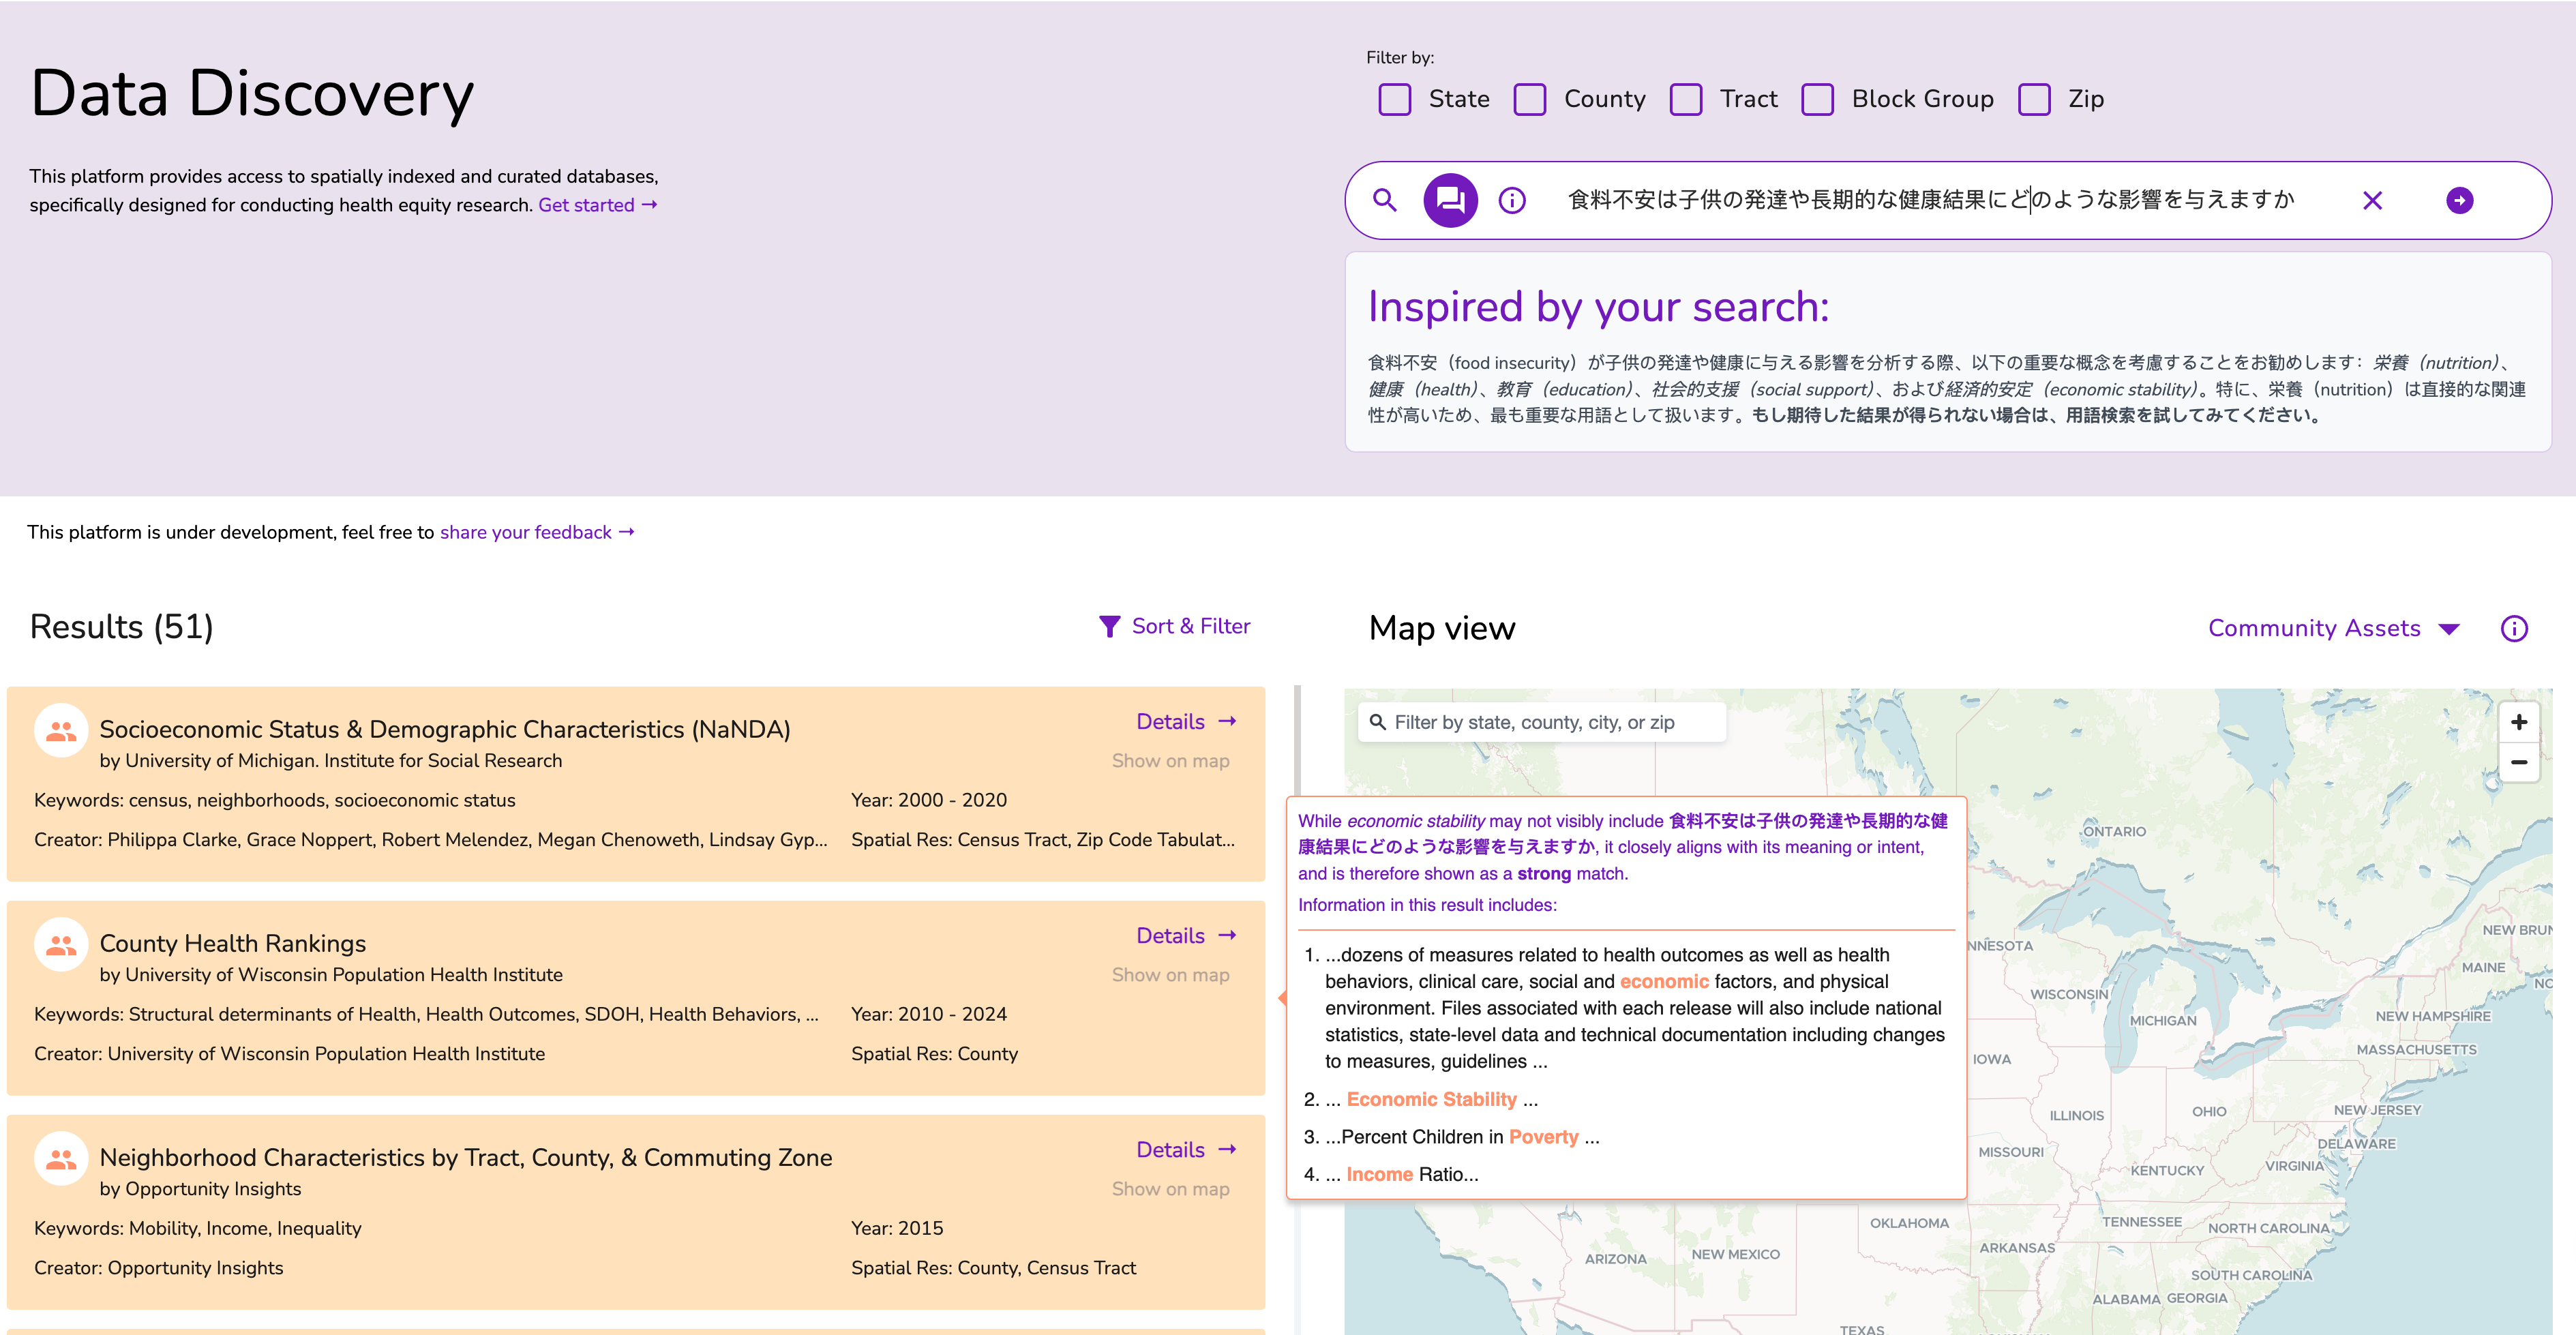 Data Discovery
This platform provides access to spatially indexed and curated databases,
specifically designed for conducting health equity research. Get started →
Filter by:
State County Tract Block Group Zip
食料不安は子供の発達や長期的な健康結果にどのような影響を与えますか
Inspired by your search:
食料不安（food insecurity）が子供の発達や健康に与える影響を分析する際、以下の重要な概念を考慮することをお勧めします：栄養（nutrition）、
健康（health）、教育（education）、社会的支援（social support）、および経済的安定（economic stability）。特に、栄養（nutrition）は直接的な関連
性が高いため、最も重要な用語として扱います。もし期待した結果が得られない場合は、用語検索を試してみてください。
This platform is under development, feel free to share your feedback →
Results (51)
Sort & Filter
Socioeconomic Status & Demographic Characteristics (NaNDA)
Details →
by University of Michigan. Institute for Social Research
Show on map
Keywords: census, neighborhoods, socioeconomic status
Year: 2000 - 2020
Creator: Philippa Clarke, Grace Noppert, Robert Melendez, Megan Chenoweth, Lindsay Gyp...
Spatial Res: Census Tract, Zip Code Tabulat...
County Health Rankings
Details →
by University of Wisconsin Population Health Institute
Show on map
Keywords: Structural determinants of Health, Health Outcomes, SDOH, Health Behaviors, ...
Year: 2010 - 2024
Creator: University of Wisconsin Population Health Institute
Spatial Res: County
Neighborhood Characteristics by Tract, County, & Commuting Zone
Details →
by Opportunity Insights
Show on map
Keywords: Mobility, Income, Inequality
Year: 2015
Creator: Opportunity Insights
Spatial Res: County, Census Tract
Map view
Community Assets
Filter by state, county, city, or zip
While economic stability may not visibly include 食料不安は子供の発達や長期的な健
康結果にどのような影響を与えますか, it closely aligns with its meaning or intent,
and is therefore shown as a strong match.
Information in this result includes:
1. ...dozens of measures related to health outcomes as well as health
behaviors, clinical care, social and economic factors, and physical
environment. Files associated with each release will also include national
statistics, state-level data and technical documentation including changes
to measures, guidelines ...
2. ... Economic Stability ...
3. ...Percent Children in Poverty ...
4. ... Income Ratio...
ONTARIO
NEW BRUN
NNESOTA
MAINE
NO
WISCONSIN
NEW HAMPSHIRE
MICHIGAN
MASSACHUSETTS
IOWA
ILLINOIS
OHIO
NEW JERSEY
DELAWARE
MISSOURI
KENTUCKY
VIRGINIA
OKLAHOMA
TENNESSEE
NORTH CAROLINA
ARIZONA
NEW MEXICO
ARKANSAS
SOUTH CAROLINA
ALABAMA
GEORGIA
TEXAS